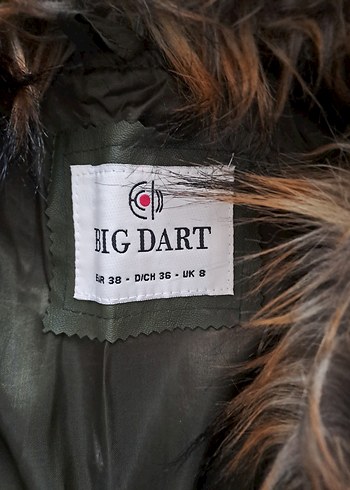 BIG DART
EUR 38 - D/CH 36 - UK 8